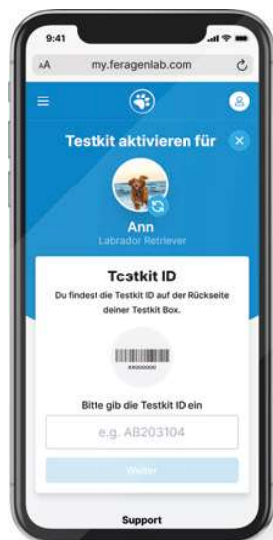 9:41
AA
my.feragenlab.com
Testkit aktivieren für
Ann
Labrador Retriever
Testkit ID
Du findest die Testkit ID auf der Rückseite
deiner Testkit Box.
Bitte gib die Testkit ID ein
e.g. AB203104
Weiter
Support